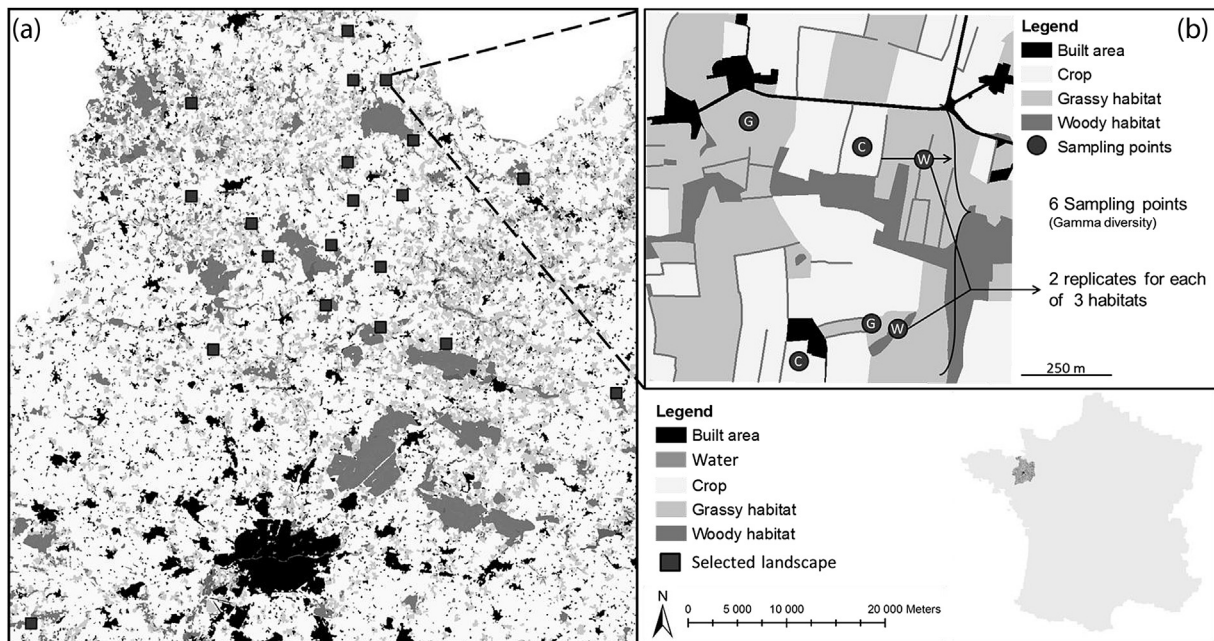 (a)
(b)
Legend
Built area
Crop
Grassy habitat
Woody habitat
Sampling points
G
C
W
6 Sampling points
(Gamma diversity)
2 replicates for each
of 3 habitats
G
W
C
250 m
Legend
Built area
Water
Crop
Grassy habitat
Woody habitat
Selected landscape
N
0 5 000 10 000 20 000 Meters